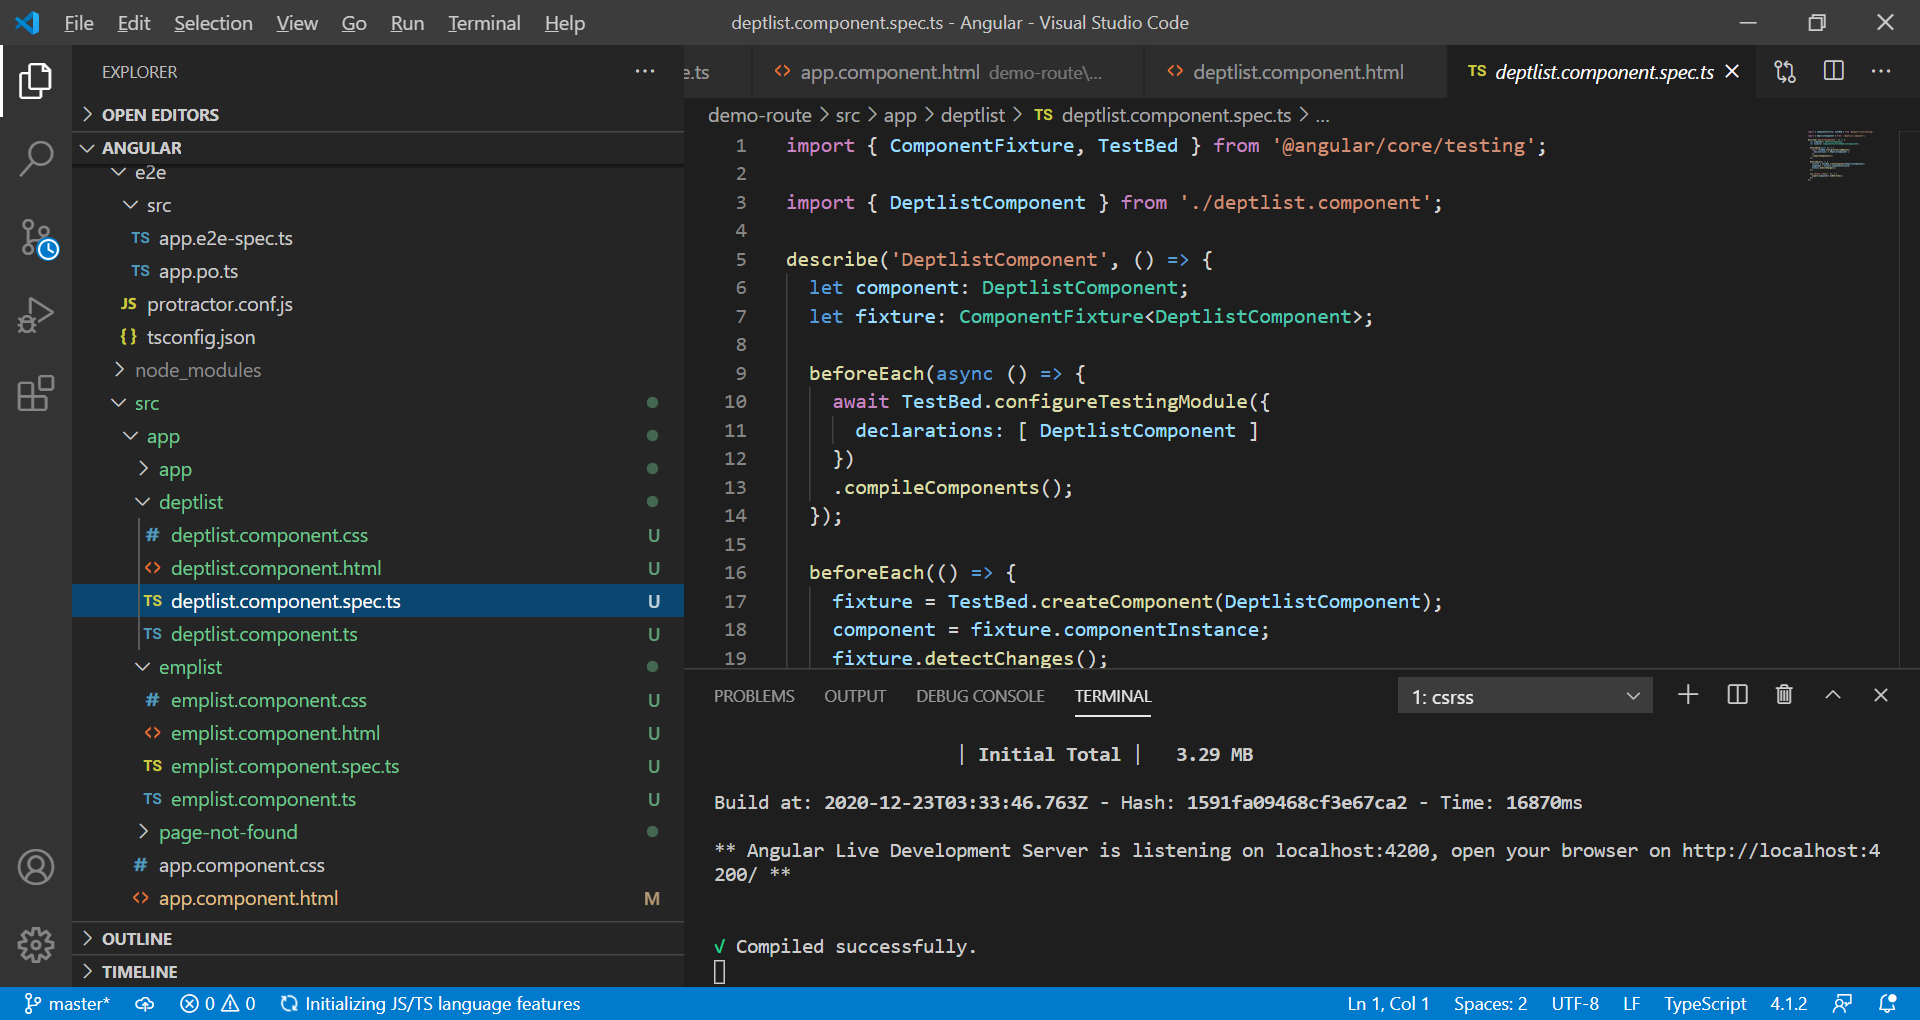 File Edit Selection View Go Run Terminal Help deptlist.component.spec.ts - Angular - Visual Studio Code
EXPLORER
OPEN EDITORS
ANGULAR
e2e
src
TS app.e2e-spec.ts
TS app.po.ts
JS protractor.conf.js
{} tsconfig.json
node_modules
src
app
app
deptlist
# deptlist.component.css U
<> deptlist.component.html U
TS deptlist.component.spec.ts U
TS deptlist.component.ts U
emplist
# emplist.component.css U
<> emplist.component.html U
TS emplist.component.spec.ts U
TS emplist.component.ts U
page-not-found
# app.component.css
<> app.component.html M
OUTLINE
TIMELINE
e.ts <> app.component.html demo-route\... <> deptlist.component.html TS deptlist.component.spec.ts
demo-route > src > app > deptlist > TS deptlist.component.spec.ts > ...
1 import { ComponentFixture, TestBed } from '@angular/core/testing';
2
3 import { DeptlistComponent } from './deptlist.component';
4
5 describe('DeptlistComponent', () => {
6 let component: DeptlistComponent;
7 let fixture: ComponentFixture<DeptlistComponent>;
8
9 beforeEach(async () => {
10 await TestBed.configureTestingModule({
11 declarations: [ DeptlistComponent ]
12 })
13 .compileComponents();
14 });
15
16 beforeEach(() => {
17 fixture = TestBed.createComponent(DeptlistComponent);
18 component = fixture.componentInstance;
19 fixture.detectChanges();
PROBLEMS OUTPUT DEBUG CONSOLE TERMINAL 1: csrss
| Initial Total | 3.29 MB
Build at: 2020-12-23T03:33:46.763Z - Hash: 1591fa09468cf3e67ca2 - Time: 16870ms
** Angular Live Development Server is listening on localhost:4200, open your browser on http://localhost:4
200/ **
√ Compiled successfully.
master* 0 0 Initializing JS/TS language features Ln 1, Col 1 Spaces: 2 UTF-8 LF TypeScript 4.1.2